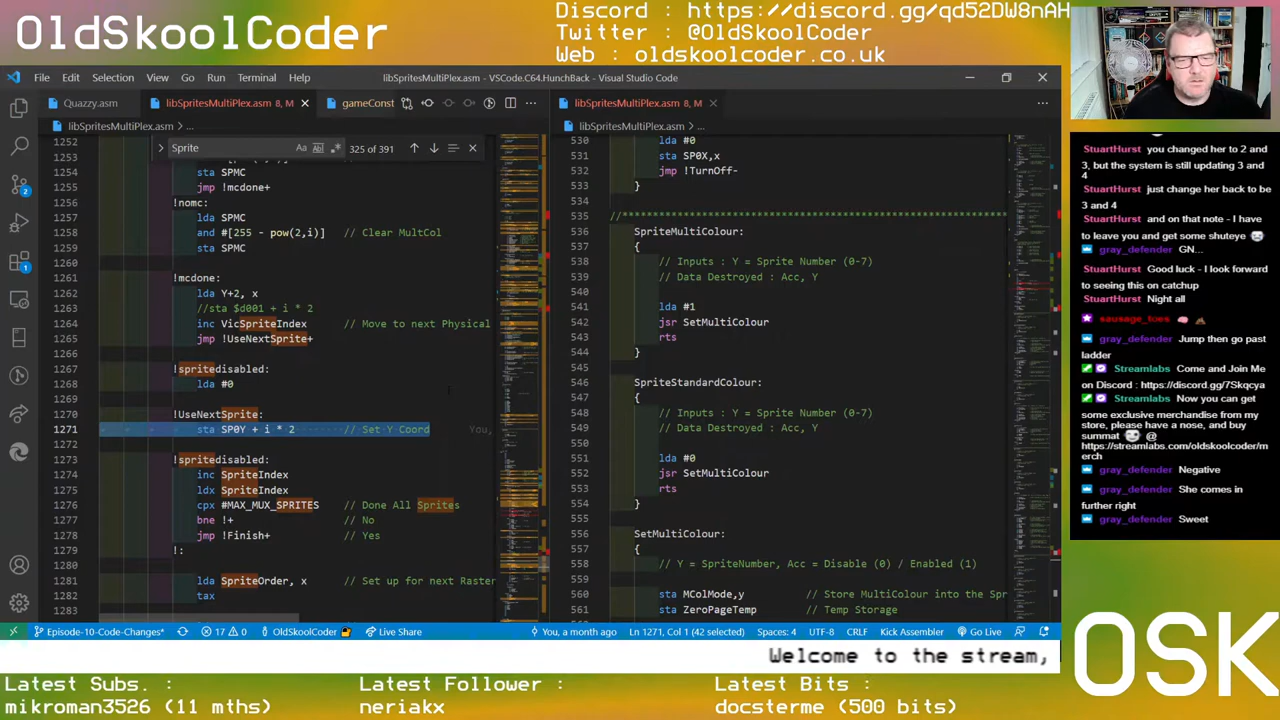 OldSkoolCoder
Discord : https://discord.gg/qd52DW8nAH
Twitter : @OldSkoolCoder
Web : oldskoolcoder.co.uk
File Edit Selection View Go Run Terminal Help
libSpritesMultiPlex.asm - VSCode.C64.HunchBack - Visual Studio Code
Quazzy.asm
libSpritesMultiPlex.asm 8, M
gameConst
libSpritesMultiPlex.asm > ...
Sprite
Aa
325 of 391
1252
1253
1254 sta SPMC
1255 jmp !mcdone+
1256 !nomc:
1257 lda SPMC
1258 and #[255 - pow(2,i)] // Clear MultCol
1259 sta SPMC
1260
1261 !mcdone:
1262 lda Y+2, x
1263 //sta $d001 + i * 2
1264 inc VicSpriteIndex // Move to next Physical
1265 jmp !UseNextSprite+
1266
1267 !spritedisabled:
1268 lda #0
1269
1270 !UseNextSprite:
1271 sta SP0Y + i * 2 // Set Y Coord You,
1272
1273 !spritedisabled:
1274 inc SpriteIndex
1275 ldx SpriteIndex
1276 cpx #MAX_MUX_SPRITES // Done All Sprites
1277 bne !+ // No
1278 jmp !Finish+ // Yes
1279 !:
1280
1281 lda SpriteOrder, x // Set up for next Raster
1282 tax
1283
libSpritesMultiPlex.asm 8, M
libSpritesMultiPlex.asm > ...
530 lda #0
531 sta SP0X,x
532 jmp !TurnOff-
533 }
534
535 //****************************************************
536 SpriteMultiColour:
537 {
538 // Inputs : Y = Sprite Number (0-7)
539 // Data Destroyed : Acc, Y
540
541 lda #1
542 jsr SetMultiColour
543 rts
544 }
545
546 SpriteStandardColour:
547 {
548 // Inputs : Y = Sprite Number (0-7)
549 // Data Destroyed : Acc, Y
550
551 lda #0
552 jsr SetMultiColour
553 rts
554 }
555
556 SetMultiColour:
557 {
558 // Y = SpriteNumber, Acc = Disable (0) / Enabled (1)
559
560 sta MColMode,y // Store MultiColour into the Spr
561 sta ZeroPageTemp // Temp Storage
Episode-10-Code-Changes* 17 0 OldSkoolCoder Live Share
You, a month ago Ln 1271, Col 1 (42 selected) Spaces: 4 UTF-8 CRLF Kick Assembler Go Live
StuartHurst: you changed her to 2 and
3, but the system is still updating 3 and
4
StuartHurst: just change her back to be
3 and 4
StuartHurst: and on that note - I have
to leave you and get some shuteye
gray_defender: GN...
StuartHurst: Good luck - I look forward
to seeing this on catchup
StuartHurst: Night all
sausage_toes:
gray_defender: Jump then go past
ladder
Streamlabs: Come and Join Me
on Discord : https://discord.gg/7Skqcya
Streamlabs: Now you can get
some exclusive merchandise from my
store, please have a nose, and buy
summat @
https://streamlabs.com/oldskoolcoder/m
erch
gray_defender: Negative
gray_defender: She comes in
further right
gray_defender: Sweet
Welcome to the stream,
OSK
Latest Subs. :
mikroman3526 (11 mths)
Latest Follower :
neriakx
Latest Bits :
docsterme (500 bits)